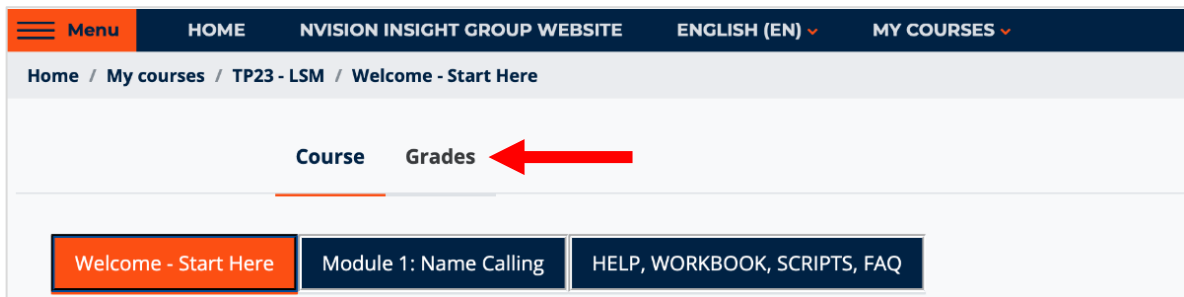 Menu HOME NVISION INSIGHT GROUP WEBSITE ENGLISH (EN) MY COURSES
Home / My courses / TP23 - LSM / Welcome - Start Here
Course Grades
Welcome - Start Here Module 1: Name Calling HELP, WORKBOOK, SCRIPTS, FAQ